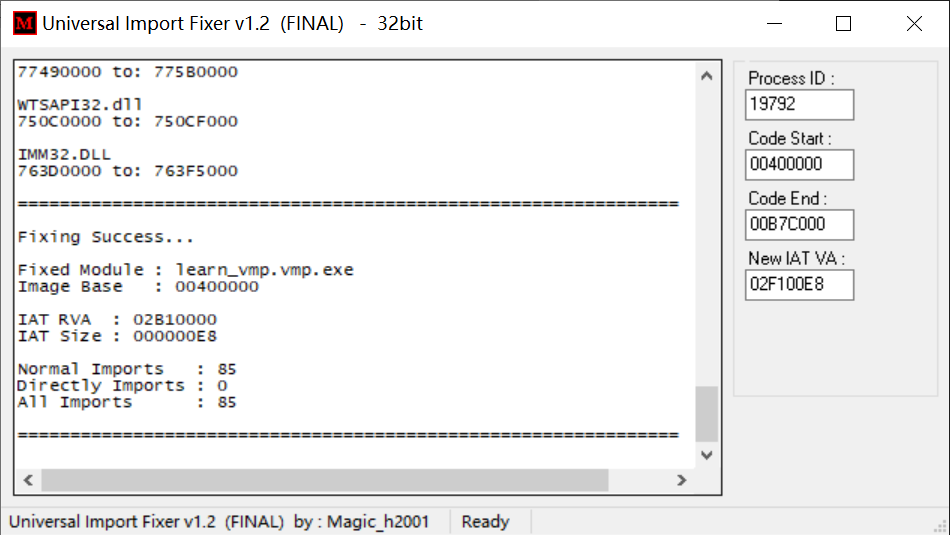 Universal Import Fixer v1.2 (FINAL) - 32bit
77490000 to: 775B0000
WTSAPI32.dll
750C0000 to: 750CF000
IMM32.DLL
763D0000 to: 763F5000
===============================================================
Fixing Success...
Fixed Module : learn_vmp.vmp.exe
Image Base   : 00400000
IAT RVA  : 02B10000
IAT Size : 000000E8
Normal Imports   : 85
Directly Imports : 0
All Imports      : 85
===============================================================
Process ID :
19792
Code Start :
00400000
Code End :
00B7C000
New IAT VA :
02F100E8
Universal Import Fixer v1.2 (FINAL) by : Magic_h2001
Ready